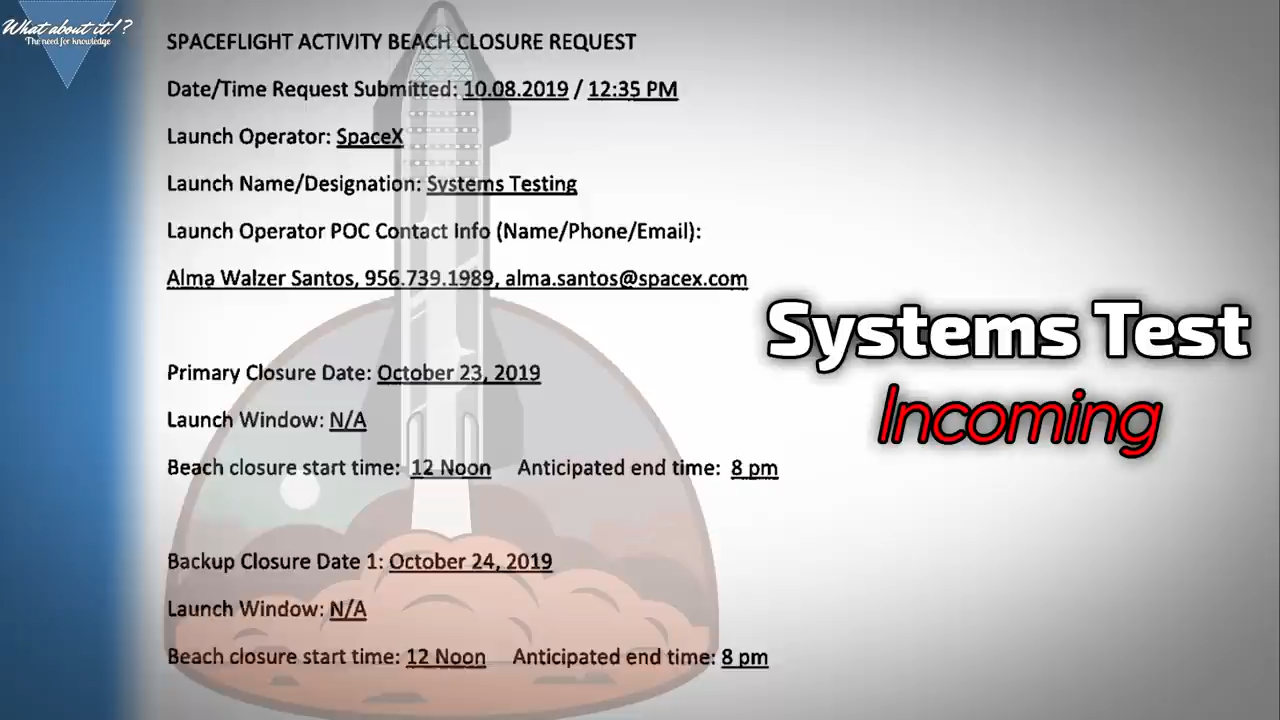 What about it!?
The need for knowledge
SPACEFLIGHT ACTIVITY BEACH CLOSURE REQUEST
Date/Time Request Submitted: 10.08.2019 / 12:35 PM
Launch Operator: SpaceX
Launch Name/Designation: Systems Testing
Launch Operator POC Contact Info (Name/Phone/Email):
Alma Walzer Santos, 956.739.1989, alma.santos@spacex.com
Systems Test
Incoming
Primary Closure Date: October 23, 2019
Launch Window: N/A
Beach closure start time: 12 Noon Anticipated end time: 8 pm
Backup Closure Date 1: October 24, 2019
Launch Window: N/A
Beach closure start time: 12 Noon Anticipated end time: 8 pm